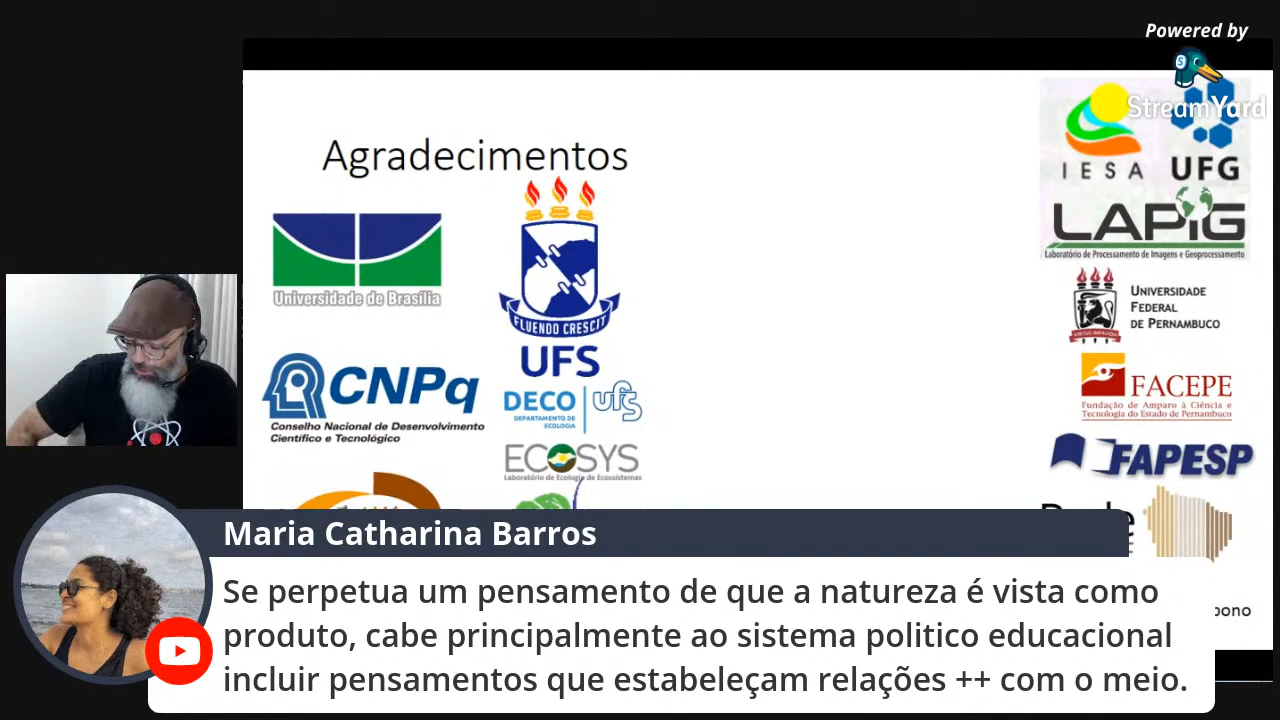 Powered by
StreamYard
Agradecimentos
Universidade de Brasília
FLUENDO CRESCIT
UFS
CNPq
Conselho Nacional de Desenvolvimento
Científico e Tecnológico
DECO
DEPARTAMENTO DE
ECOLOGIA
ufs
ECOSYS
Laboratório de Ecologia de Ecossistemas
IESA
UFG
LAPIG
Laboratório de Processamento de Imagens e Geoprocessamento
VIRTUS IMPAVIDA
UNIVERSIDADE
FEDERAL
DE PERNAMBUCO
FACEPE
Fundação de Amparo à Ciência e
Tecnologia do Estado de Pernambuco
FAPESP
bono
Maria Catharina Barros
Se perpetua um pensamento de que a natureza é vista como
produto, cabe principalmente ao sistema politico educacional
incluir pensamentos que estabeleçam relações ++ com o meio.